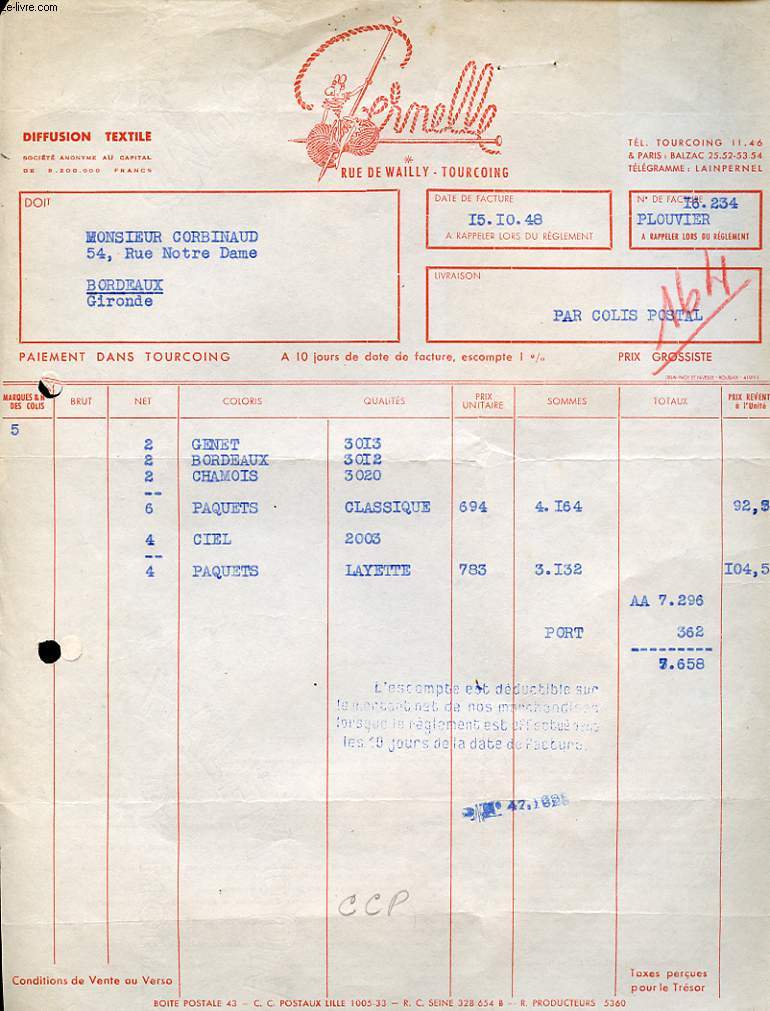 Pernelle
DIFFUSION TEXTILE
SOCIÉTÉ ANONYME AU CAPITAL
DE 8.200.000 FRANCS
RUE DE WAILLY - TOURCOING
TÉL. TOURCOING 11.46
& PARIS : BALZAC 25.52-53.54
TÉLÉGRAMME : LAINPERNEL
DOIT
MONSIEUR CORBINAUD
54, Rue Notre Dame
BORDEAUX
Gironde
DATE DE FACTURE
15.10.48
A RAPPELER LORS DU RÈGLEMENT
N° DE FACTURE 16.234
PLOUVIER
A RAPPELER LORS DU RÈGLEMENT
LIVRAISON
PAR COLIS POSTAL
164
PAIEMENT DANS TOURCOING A 10 jours de date de facture, escompte 1 % PRIX GROSSISTE
MARQUES & N° DES COLIS BRUT NET COLORIS QUALITÉS PRIX UNITAIRE SOMMES TOTAUX PRIX REVENT à l'Unité
5
2 GENET 3013
2 BORDEAUX 3012
2 CHAMOIS 3020
--
6 PAQUETS CLASSIQUE 694 4.164 92,5
4 CIEL 2003
--
4 PAQUETS LAYETTE 783 3.132 104,5
AA 7.296
PORT 362
---------
7.658
L'escompte est déductible sur
le montant net de nos marchandises
lorsque le règlement est effectué dans
les 10 jours de la date de facture.
CCP
Conditions de Vente au Verso
Taxes perçues
pour le Trésor
BOITE POSTALE 43 - C. C. POSTAUX LILLE 1005-33 - R. C. SEINE 328 654 B - R. PRODUCTEURS 5360